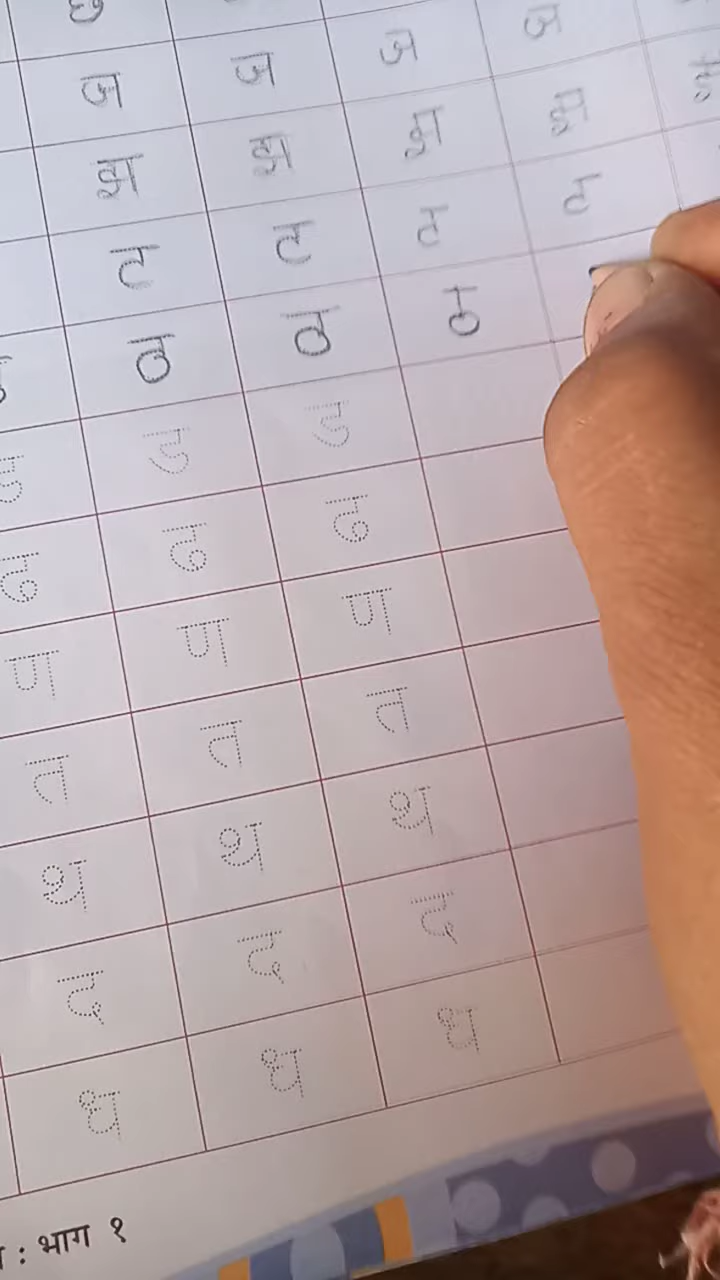 छ
ज ज ज ज
झ झ झ झ झ
ट ट ट ट
ठ ठ ठ
ड ड ड
ढ ढ ढ
ण ण ण
त त त
थ थ थ
द द द
ध ध ध
: भाग १